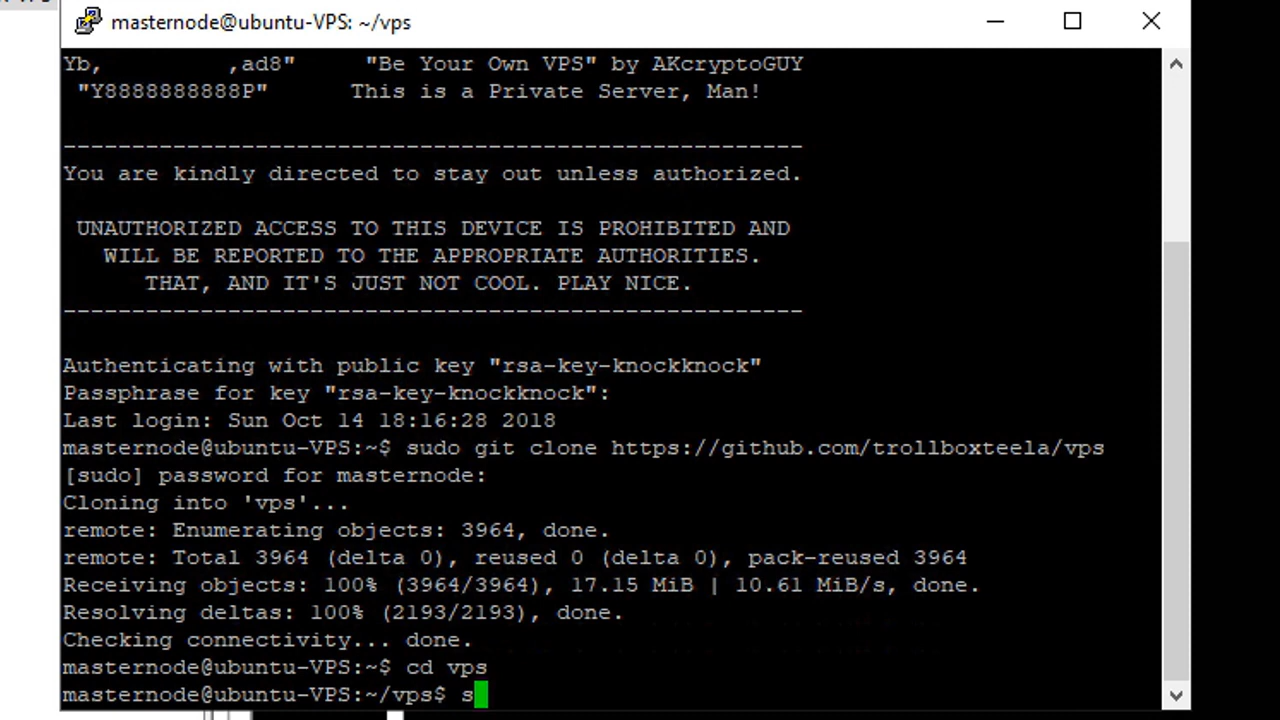 masternode@ubuntu-VPS: ~/vps
Yb,         ,ad8"     "Be Your Own VPS" by AKcryptoGUY
"Y8888888888P"      This is a Private Server, Man!
------------------------------------------------------
You are kindly directed to stay out unless authorized.
UNAUTHORIZED ACCESS TO THIS DEVICE IS PROHIBITED AND
WILL BE REPORTED TO THE APPROPRIATE AUTHORITIES.
THAT, AND IT'S JUST NOT COOL. PLAY NICE.
------------------------------------------------------
Authenticating with public key "rsa-key-knockknock"
Passphrase for key "rsa-key-knockknock":
Last login: Sun Oct 14 18:16:28 2018
masternode@ubuntu-VPS:~$ sudo git clone https://github.com/trollboxteela/vps
[sudo] password for masternode:
Cloning into 'vps'...
remote: Enumerating objects: 3964, done.
remote: Total 3964 (delta 0), reused 0 (delta 0), pack-reused 3964
Receiving objects: 100% (3964/3964), 17.15 MiB | 10.61 MiB/s, done.
Resolving deltas: 100% (2193/2193), done.
Checking connectivity... done.
masternode@ubuntu-VPS:~$ cd vps
masternode@ubuntu-VPS:~/vps$ s